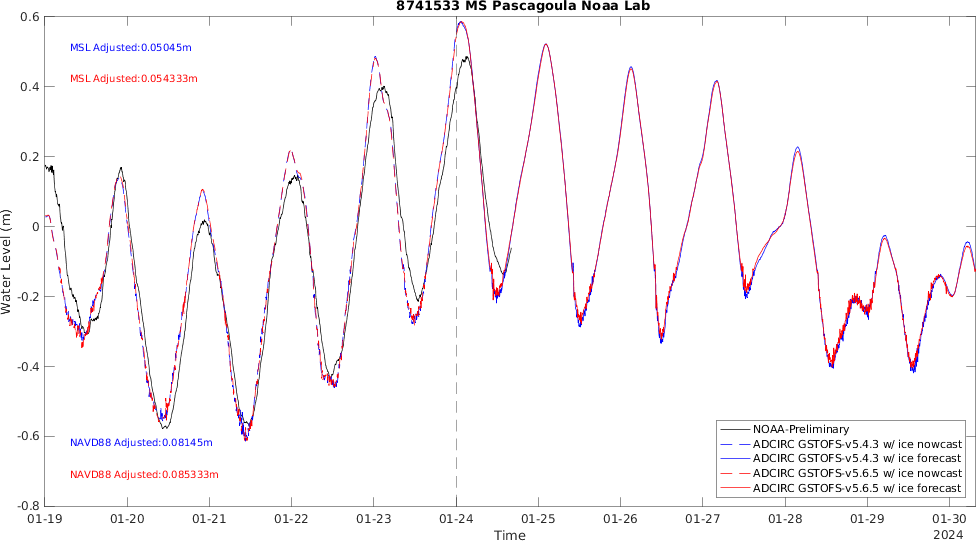 8741533 MS Pascagoula Noaa Lab
0.6
0.4
0.2
0
-0.2
-0.4
-0.6
-0.8
Water Level (m)
MSL Adjusted:0.05045m
MSL Adjusted:0.054333m
NAVD88 Adjusted:0.08145m
NAVD88 Adjusted:0.085333m
NOAA-Preliminary
ADCIRC GSTOFS-v5.4.3 w/ ice nowcast
ADCIRC GSTOFS-v5.4.3 w/ ice forecast
ADCIRC GSTOFS-v5.6.5 w/ ice nowcast
ADCIRC GSTOFS-v5.6.5 w/ ice forecast
01-19 01-20 01-21 01-22 01-23 01-24 01-25 01-26 01-27 01-28 01-29 01-30
Time
2024